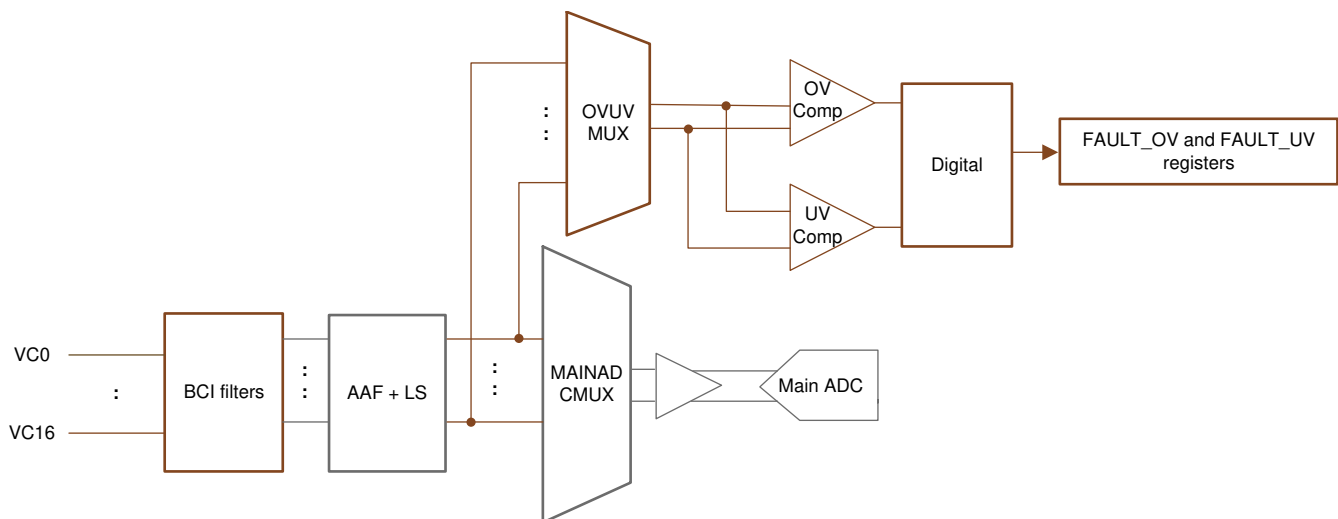 OVUV
MUX
OV
Comp
UV
Comp
Digital
FAULT_OV and FAULT_UV
registers
VC0
:
VC16
BCI filters
:
:
AAF + LS
:
:
:
:
MAINAD
CMUX
Main ADC